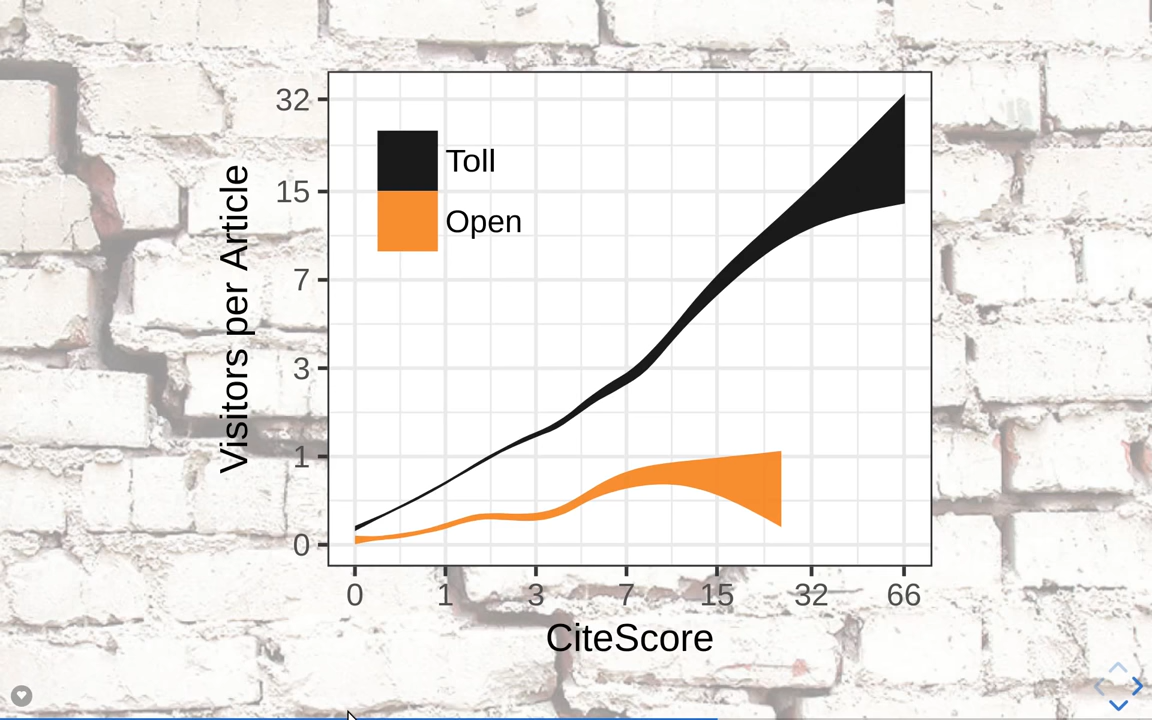 32
15
7
3
1
0
Visitors per Article
Toll
Open
0 1 3 7 15 32 66
CiteScore